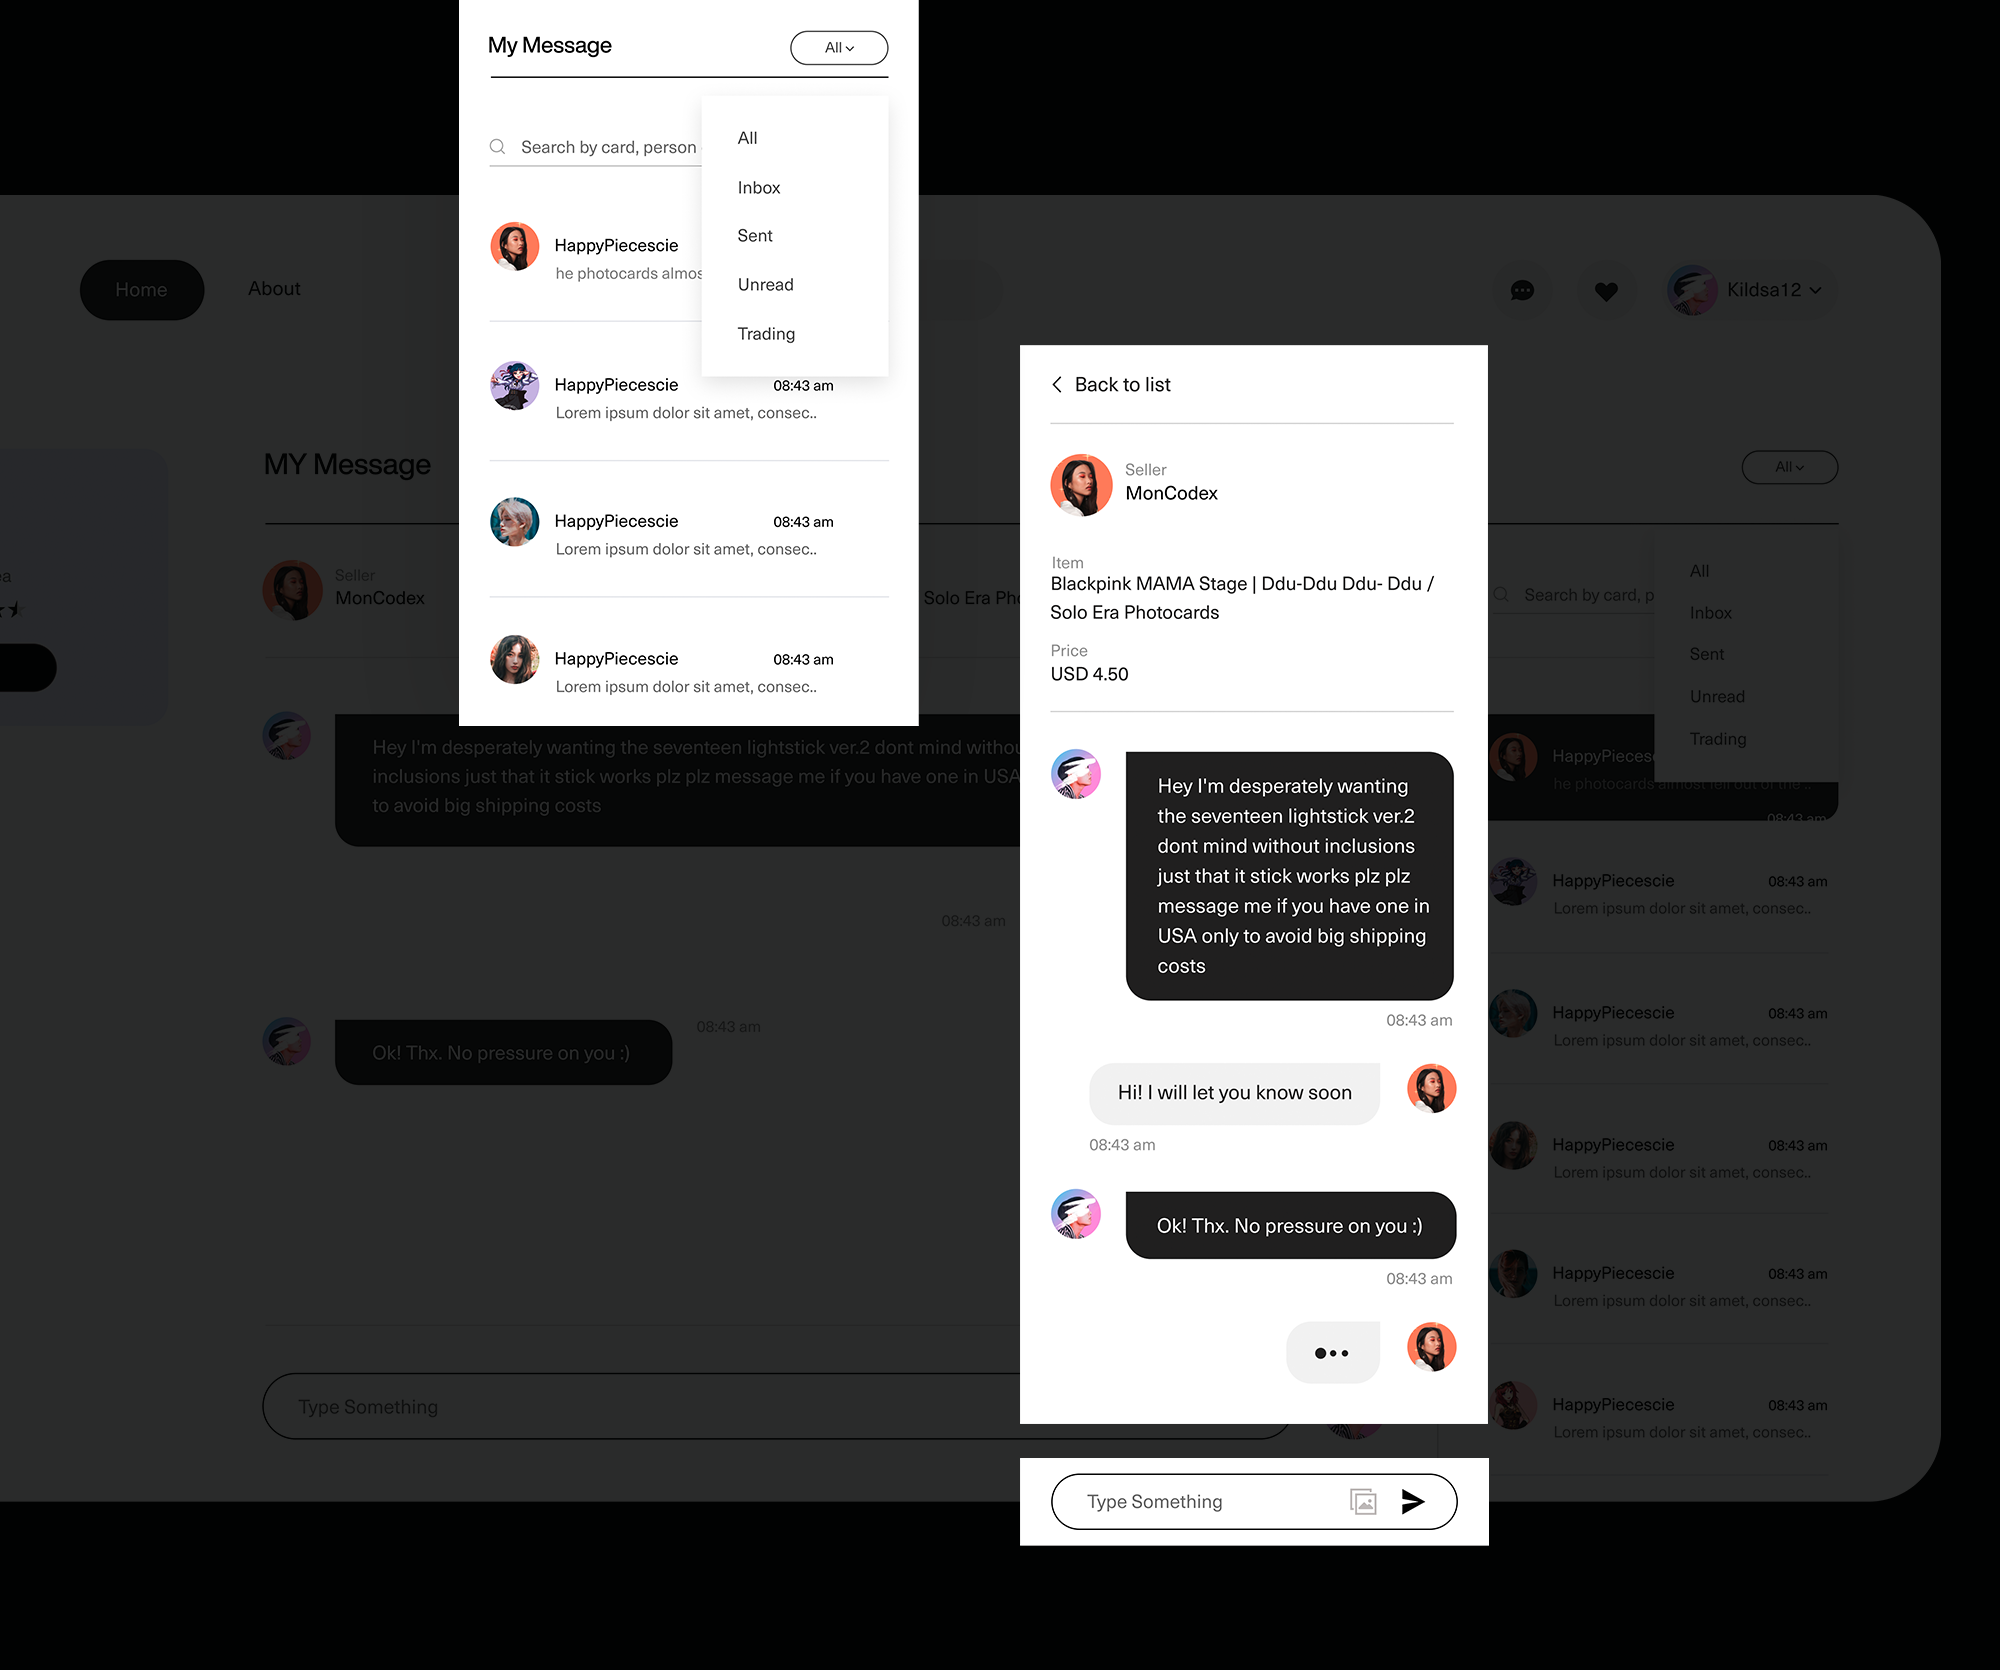 My Message
All
Search by card, person
All
Inbox
Sent
Unread
Trading
HappyPiecescie
he photocards almos
HappyPiecescie 08:43 am
Lorem ipsum dolor sit amet, consec..
HappyPiecescie 08:43 am
Lorem ipsum dolor sit amet, consec..
HappyPiecescie 08:43 am
Lorem ipsum dolor sit amet, consec..
Home
About
Kildsa12
MY Message
All
Seller
MonCodex
Solo Era Pho
ea
Hey I'm desperately wanting the seventeen lightstick ver.2 dont mind withou
inclusions just that it stick works plz plz message me if you have one in USA
to avoid big shipping costs
08:43 am
Ok! Thx. No pressure on you :)
08:43 am
Type Something
Back to list
Seller
MonCodex
Item
Blackpink MAMA Stage | Ddu-Ddu Ddu- Ddu /
Solo Era Photocards
Price
USD 4.50
Hey I'm desperately wanting
the seventeen lightstick ver.2
dont mind without inclusions
just that it stick works plz plz
message me if you have one in
USA only to avoid big shipping
costs
08:43 am
Hi! I will let you know soon
08:43 am
Ok! Thx. No pressure on you :)
08:43 am
Type Something
Search by card, p
All
Inbox
Sent
Unread
Trading
HappyPieces
he photocards almost fell out of the ..
08:43 am
HappyPiecescie 08:43 am
Lorem ipsum dolor sit amet, consec..
HappyPiecescie 08:43 am
Lorem ipsum dolor sit amet, consec..
HappyPiecescie 08:43 am
Lorem ipsum dolor sit amet, consec..
HappyPiecescie 08:43 am
Lorem ipsum dolor sit amet, consec..
HappyPiecescie 08:43 am
Lorem ipsum dolor sit amet, consec..